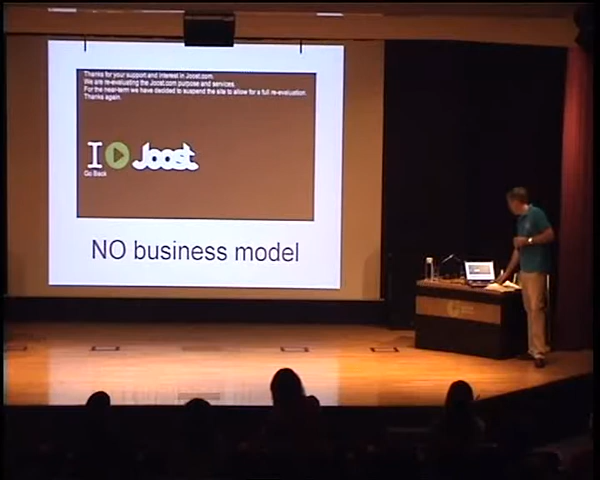 Thanks for your support and interest in Joost.com.
We are re-evaluating the Joost.com purpose and services.
For the near-term we have decided to suspend the site to allow for a full re-evaluation.
Thanks again.
I Joost
Go Back
NO business model